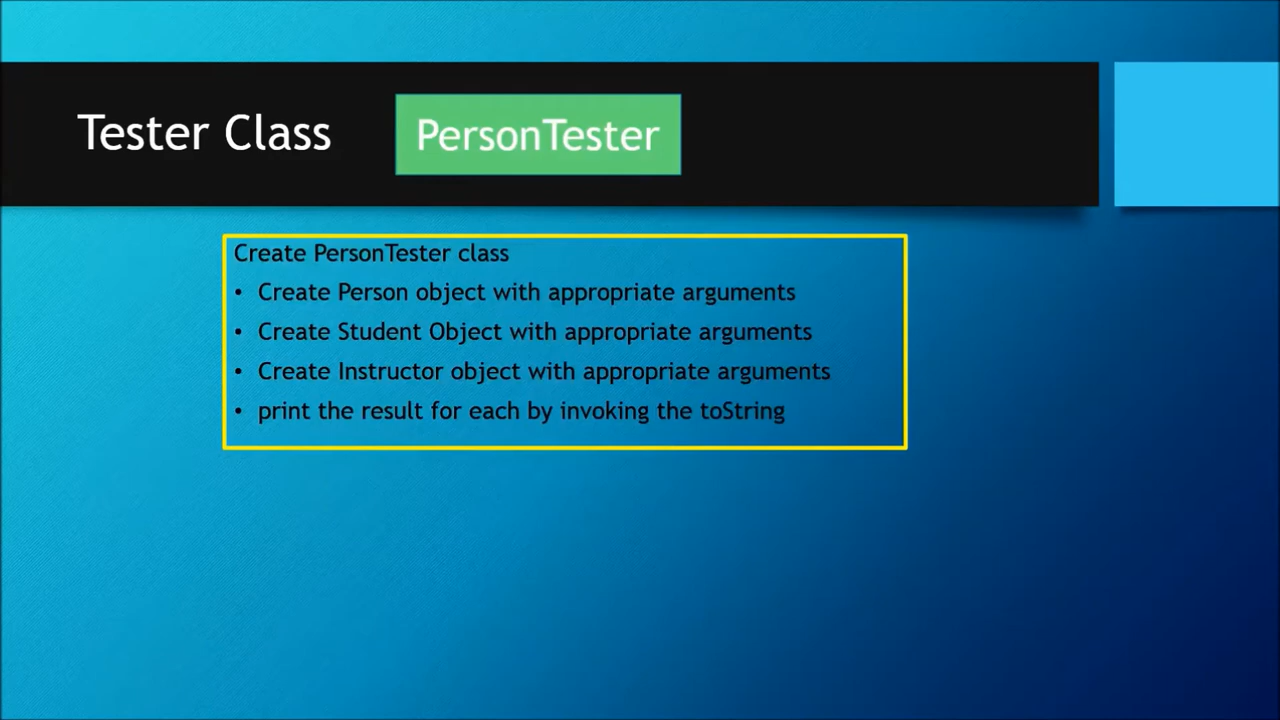 Tester Class
PersonTester
Create PersonTester class
• Create Person object with appropriate arguments
• Create Student Object with appropriate arguments
• Create Instructor object with appropriate arguments
• print the result for each by invoking the toString